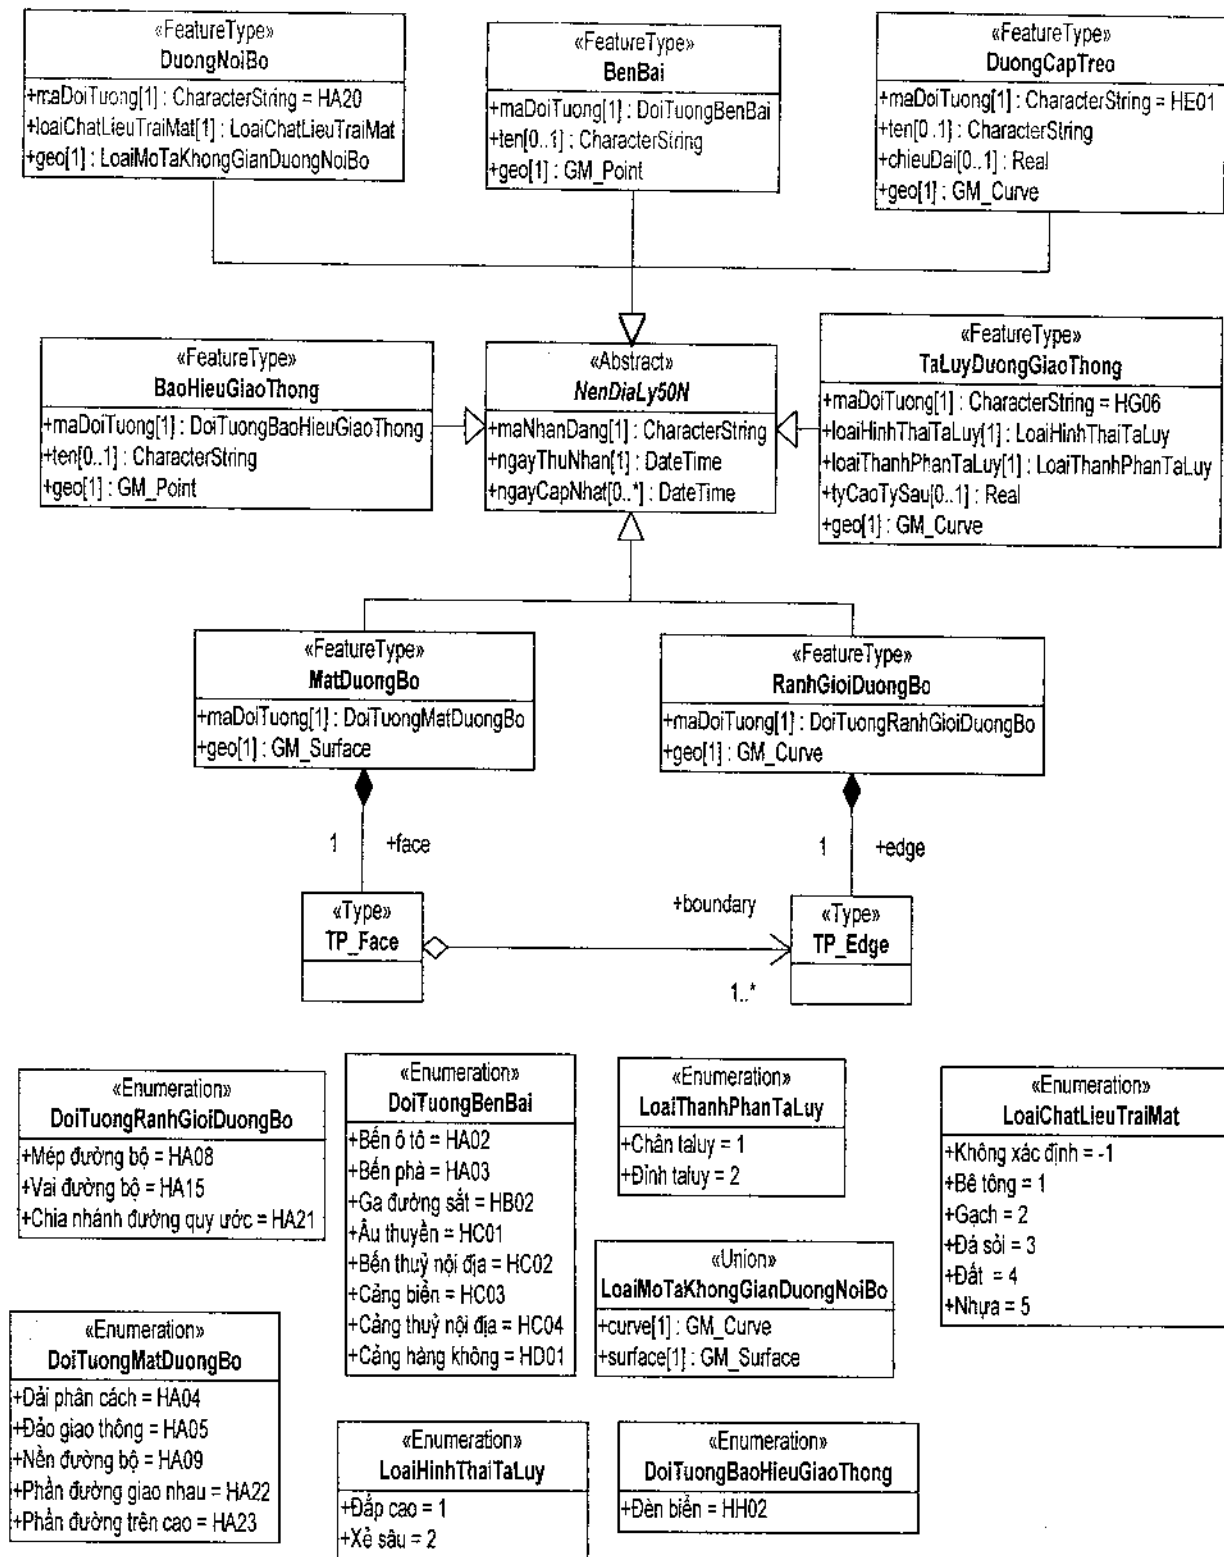 «FeatureType»
DuongNoiBo
+maDoiTuong[1] : CharacterString = HA20
+loaiChatLieuTraiMat[1] : LoaiChatLieuTraiMat
+geo[1] : LoaiMoTaKhongGianDuongNoiBo
«FeatureType»
BenBai
+maDoiTuong[1] : DoiTuongBenBai
+ten[0..1] : CharacterString
+geo[1] : GM_Point
«FeatureType»
DuongCapTreo
+maDoiTuong[1] : CharacterString = HE01
+ten[0..1] : CharacterString
+chieuDai[0..1] : Real
+geo[1] : GM_Curve
«FeatureType»
BaoHieuGiaoThong
+maDoiTuong[1] : DoiTuongBaoHieuGiaoThong
+ten[0..1] : CharacterString
+geo[1] : GM_Point
«Abstract»
NenDiaLy50N
+maNhanDang[1] : CharacterString
+ngayThuNhan[1] : DateTime
+ngayCapNhat[0..*] : DateTime
«FeatureType»
TaLuyDuongGiaoThong
+maDoiTuong[1] : CharacterString = HG06
+loaiHinhThaiTaLuy[1] : LoaiHinhThaiTaLuy
+loaiThanhPhanTaLuy[1] : LoaiThanhPhanTaLuy
+tyCaoTySau[0..1] : Real
+geo[1] : GM_Curve
«FeatureType»
MatDuongBo
+maDoiTuong[1] : DoiTuongMatDuongBo
+geo[1] : GM_Surface
«FeatureType»
RanhGioiDuongBo
+maDoiTuong[1] : DoiTuongRanhGioiDuongBo
+geo[1] : GM_Curve
1 +face
1 +edge
«Type»
TP_Face
+boundary
1..*
«Type»
TP_Edge
«Enumeration»
DoiTuongRanhGioiDuongBo
+Mép đường bộ = HA08
+Vai đường bộ = HA15
+Chia nhánh đường quy ước = HA21
«Enumeration»
DoiTuongBenBai
+Bến ô tô = HA02
+Bến phà = HA03
+Ga đường sắt = HB02
+Âu thuyền = HC01
+Bến thuỷ nội địa = HC02
+Cảng biển = HC03
+Cảng thuỷ nội địa = HC04
+Cảng hàng không = HD01
«Enumeration»
LoaiThanhPhanTaLuy
+Chân taluy = 1
+Đỉnh taluy = 2
«Enumeration»
LoaiChatLieuTraiMat
+Không xác định = -1
+Bê tông = 1
+Gạch = 2
+Đá sỏi = 3
+Đất = 4
+Nhựa = 5
«Union»
LoaiMoTaKhongGianDuongNoiBo
+curve[1] : GM_Curve
+surface[1] : GM_Surface
«Enumeration»
DoiTuongMatDuongBo
+Dải phân cách = HA04
+Đảo giao thông = HA05
+Nền đường bộ = HA09
+Phần đường giao nhau = HA22
+Phần đường trên cao = HA23
«Enumeration»
LoaiHinhThaiTaLuy
+Đắp cao = 1
+Xẻ sâu = 2
«Enumeration»
DoiTuongBaoHieuGiaoThong
+Đèn biển = HH02